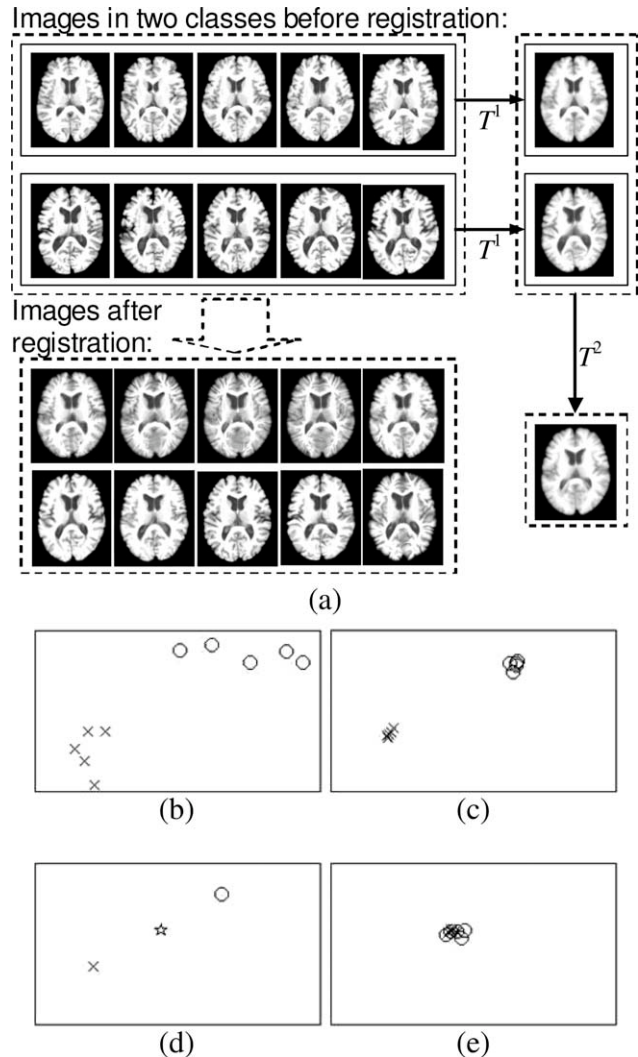 Images in two classes before registration:
T¹
T¹
Images after
registration:
T²
(a)
(b)
(c)
(d)
(e)